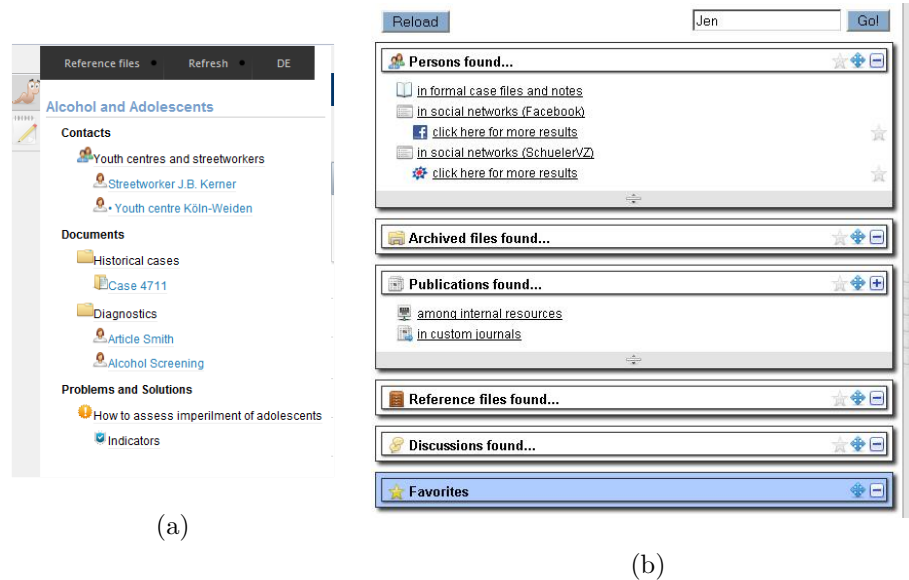 Reference files • Refresh • DE
Alcohol and Adolescents
Contacts
Youth centres and streetworkers
Streetworker J.B. Kerner
• Youth centre Köln-Weiden
Documents
Historical cases
Case 4711
Diagnostics
Article Smith
Alcohol Screening
Problems and Solutions
How to assess imperilment of adolescents
Indicators
(a)
Reload Jen Go!
Persons found...
in formal case files and notes
in social networks (Facebook)
click here for more results
in social networks (SchuelerVZ)
click here for more results
Archived files found...
Publications found...
among internal resources
in custom journals
Reference files found...
Discussions found...
Favorites
(b)